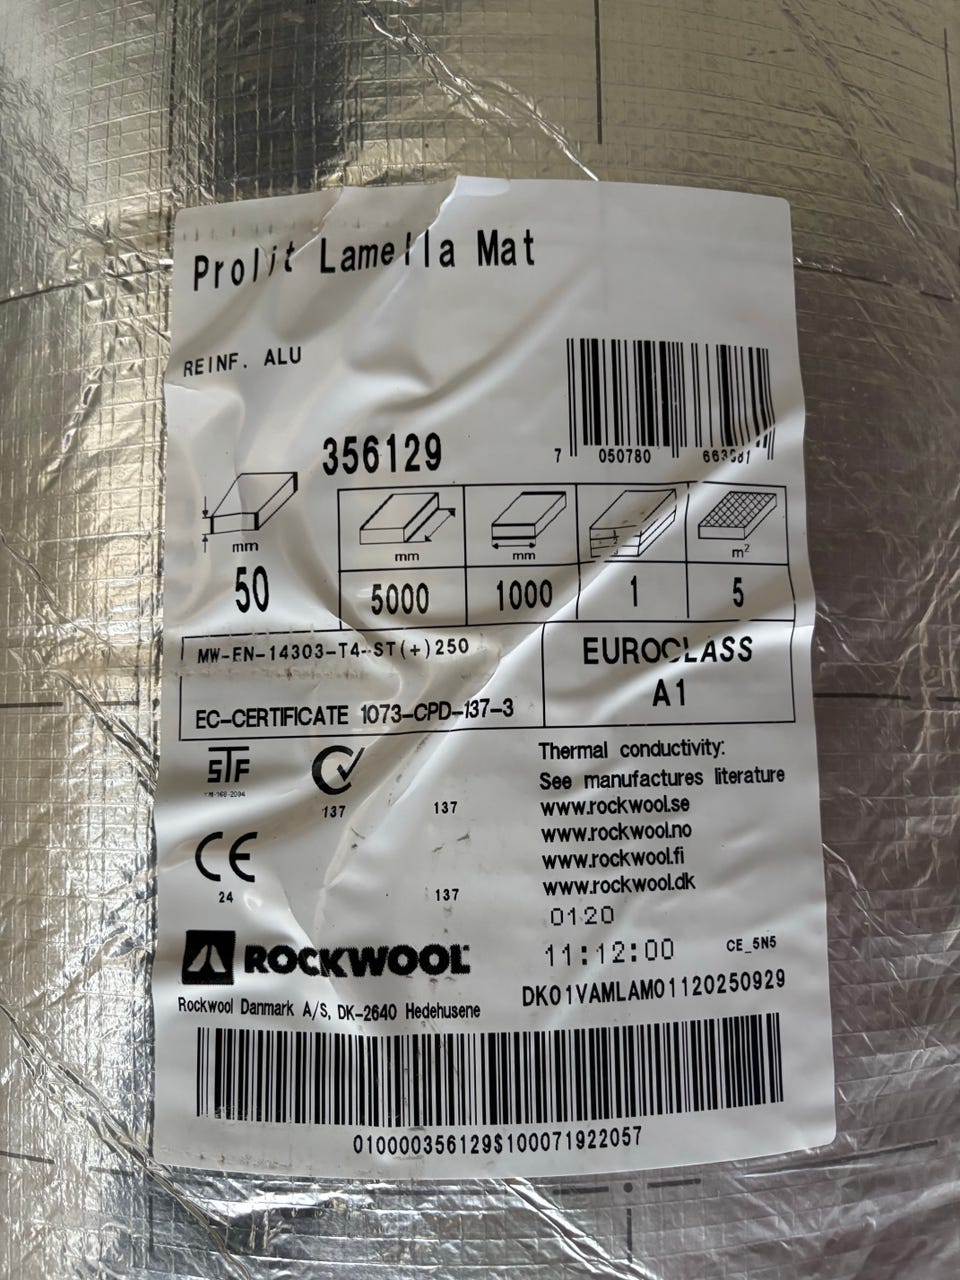 Prolit Lamella Mat
REINF. ALU
356129
7 050780
mm
50
mm
5000
mm
1000
1
m²
5
MW-EN-14303-T4-ST(+)250
EUROCLASS
A1
EC-CERTIFICATE 1073-CPD-137-3
STF
137
137
CE
24
137
Thermal conductivity:
See manufactures literature
www.rockwool.se
www.rockwool.no
www.rockwool.fi
www.rockwool.dk
0120
11:12:00
CE_5N5
DK01VAMLAM01120250929
ROCKWOOL
Rockwool Danmark A/S, DK-2640 Hedehusene
010000356129$100071922057